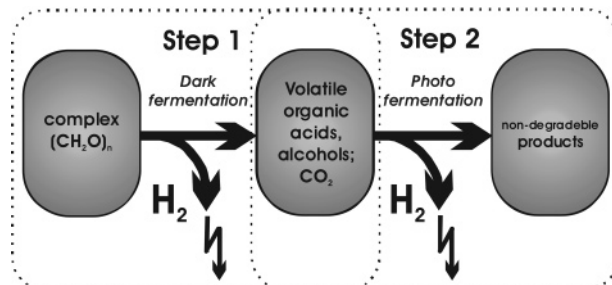 Step 1
Step 2
Dark
fermentation
Photo
fermentation
complex
(CH₂O)ₙ
Volatile
organic
acids,
alcohols;
CO₂
non-degradeble
products
H₂
H₂